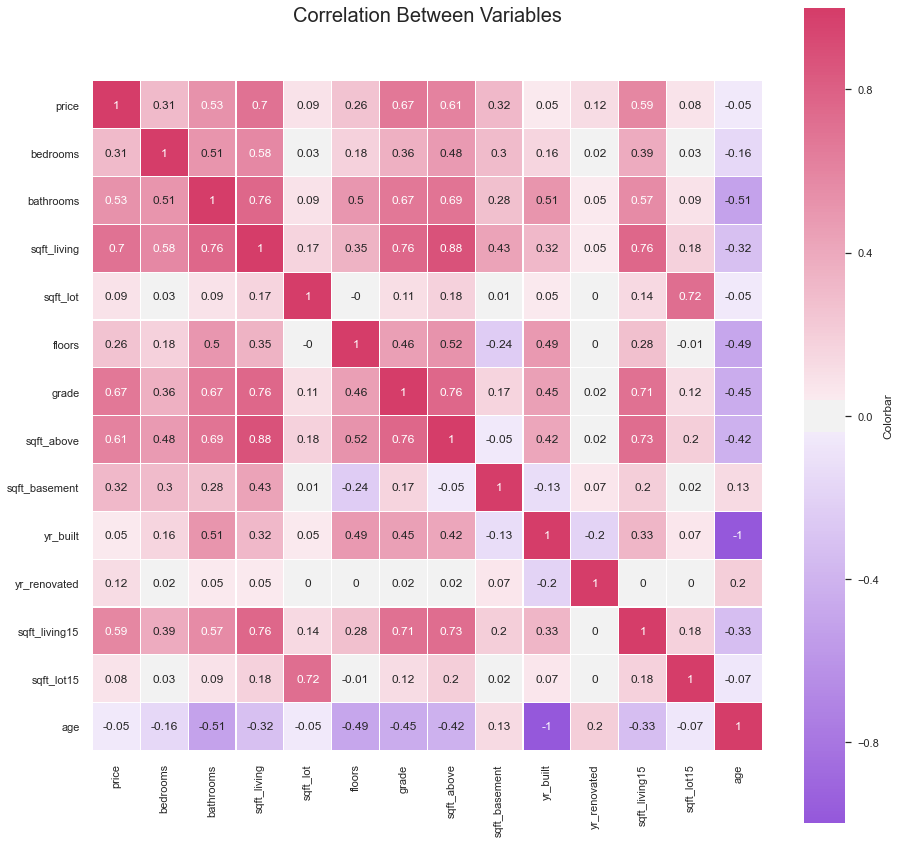 Correlation Between Variables
price 1 0.31 0.53 0.7 0.09 0.26 0.67 0.61 0.32 0.05 0.12 0.59 0.08 -0.05
bedrooms 0.31 1 0.51 0.58 0.03 0.18 0.36 0.48 0.3 0.16 0.02 0.39 0.03 -0.16
bathrooms 0.53 0.51 1 0.76 0.09 0.5 0.67 0.69 0.28 0.51 0.05 0.57 0.09 -0.51
sqft_living 0.7 0.58 0.76 1 0.17 0.35 0.76 0.88 0.43 0.32 0.05 0.76 0.18 -0.32
sqft_lot 0.09 0.03 0.09 0.17 1 -0 0.11 0.18 0.01 0.05 0 0.14 0.72 -0.05
floors 0.26 0.18 0.5 0.35 -0 1 0.46 0.52 -0.24 0.49 0 0.28 -0.01 -0.49
grade 0.67 0.36 0.67 0.76 0.11 0.46 1 0.76 0.17 0.45 0.02 0.71 0.12 -0.45
sqft_above 0.61 0.48 0.69 0.88 0.18 0.52 0.76 1 -0.05 0.42 0.02 0.73 0.2 -0.42
sqft_basement 0.32 0.3 0.28 0.43 0.01 -0.24 0.17 -0.05 1 -0.13 0.07 0.2 0.02 0.13
yr_built 0.05 0.16 0.51 0.32 0.05 0.49 0.45 0.42 -0.13 1 -0.2 0.33 0.07 -1
yr_renovated 0.12 0.02 0.05 0.05 0 0 0.02 0.02 0.07 -0.2 1 0 0 0.2
sqft_living15 0.59 0.39 0.57 0.76 0.14 0.28 0.71 0.73 0.2 0.33 0 1 0.18 -0.33
sqft_lot15 0.08 0.03 0.09 0.18 0.72 -0.01 0.12 0.2 0.02 0.07 0 0.18 1 -0.07
age -0.05 -0.16 -0.51 -0.32 -0.05 -0.49 -0.45 -0.42 0.13 -1 0.2 -0.33 -0.07 1
price bedrooms bathrooms sqft_living sqft_lot floors grade sqft_above sqft_basement yr_built yr_renovated sqft_living15 sqft_lot15 age
0.8
0.4
0.0
-0.4
-0.8
Colorbar